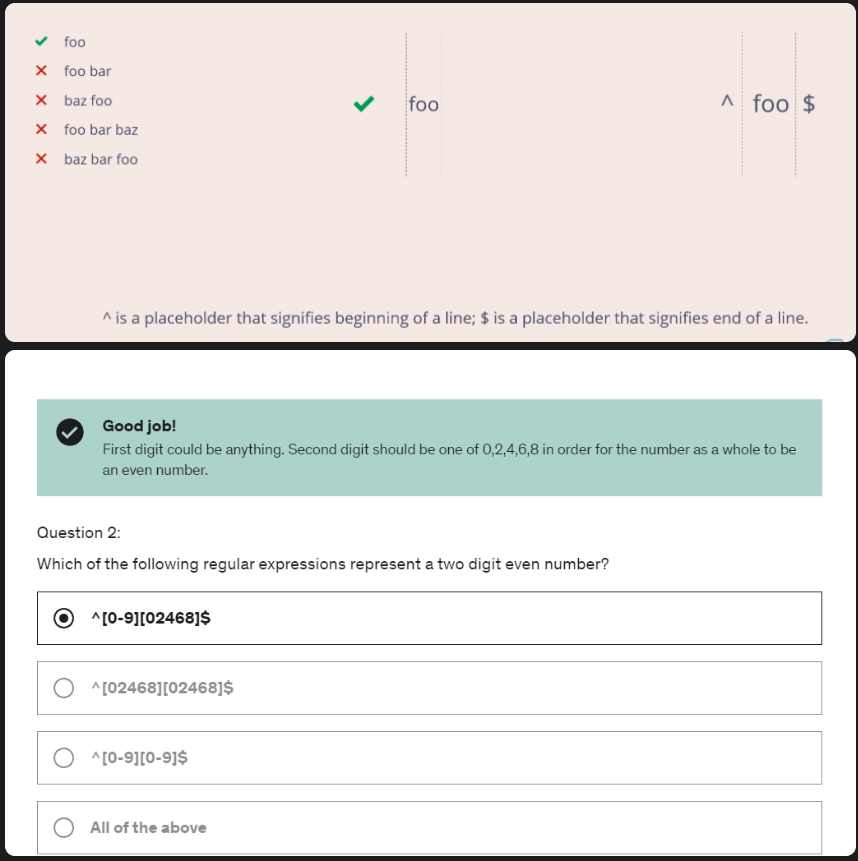 foo
foo bar
baz foo
foo bar baz
baz bar foo
foo
^ foo $
^ is a placeholder that signifies beginning of a line; $ is a placeholder that signifies end of a line.
Good job!
First digit could be anything. Second digit should be one of 0,2,4,6,8 in order for the number as a whole to be
an even number.
Question 2:
Which of the following regular expressions represent a two digit even number?
^[0-9][02468]$
^[02468][02468]$
^[0-9][0-9]$
All of the above